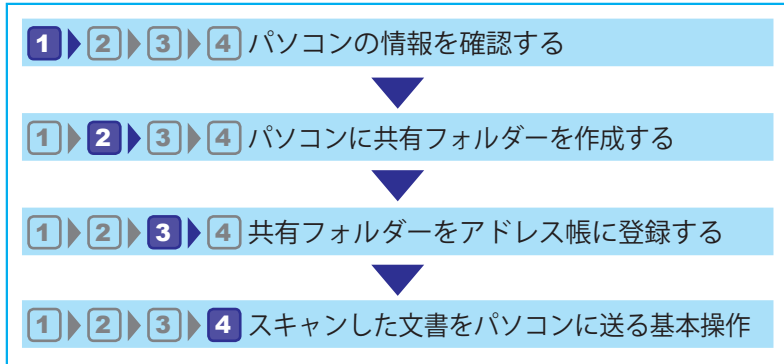 1 2 3 4 パソコンの情報を確認する
1 2 3 4 パソコンに共有フォルダーを作成する
1 2 3 4 共有フォルダーをアドレス帳に登録する
1 2 3 4 スキャンした文書をパソコンに送る基本操作